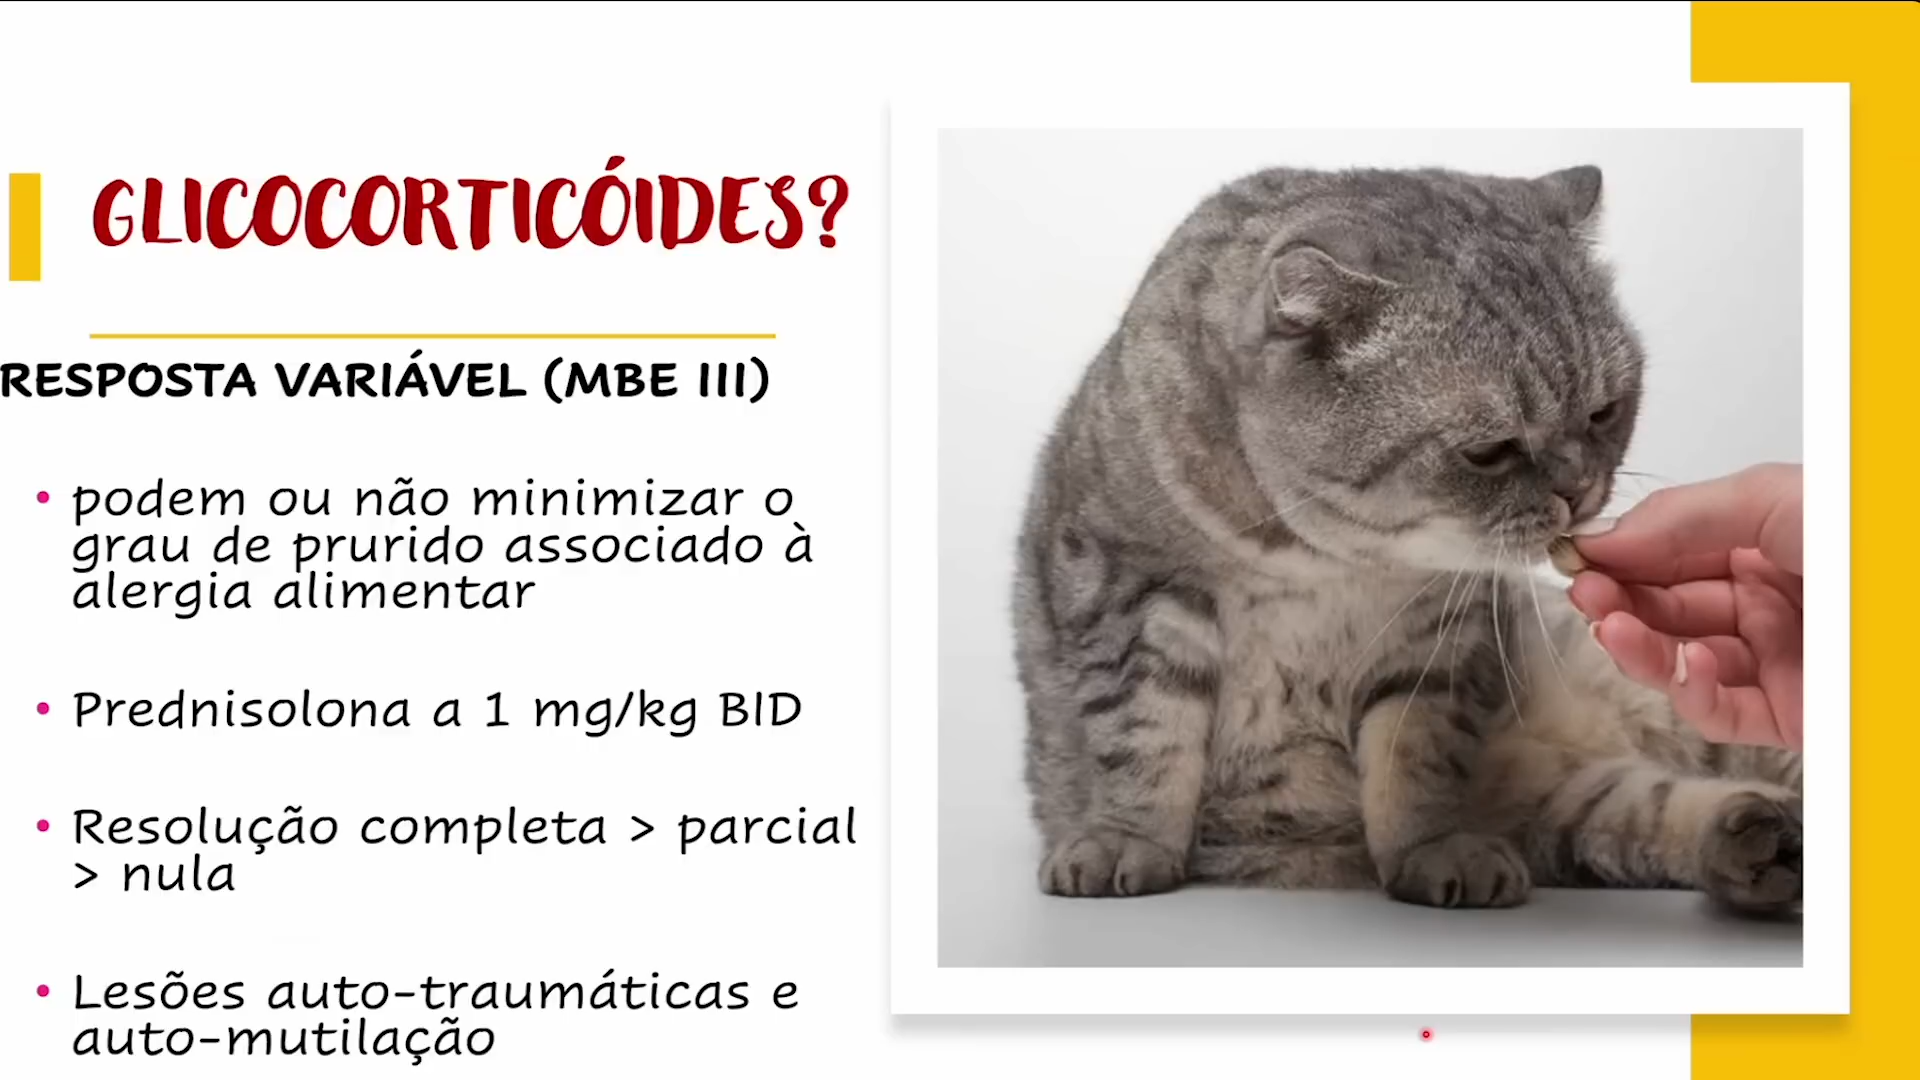 GLICOCORTICÓIDES?
RESPOSTA VARIÁVEL (MBE III)
• podem ou não minimizar o
grau de prurido associado à
alergia alimentar
• Prednisolona a 1 mg/kg BID
• Resolução completa > parcial
> nula
• Lesões auto-traumáticas e
auto-mutilação